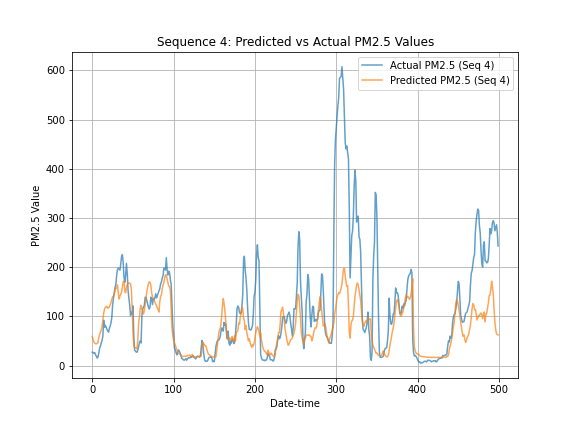 Sequence 4: Predicted vs Actual PM2.5 Values
Actual PM2.5 (Seq 4)
Predicted PM2.5 (Seq 4)
600
500
400
300
200
100
0
PM2.5 Value
0 100 200 300 400 500
Date-time